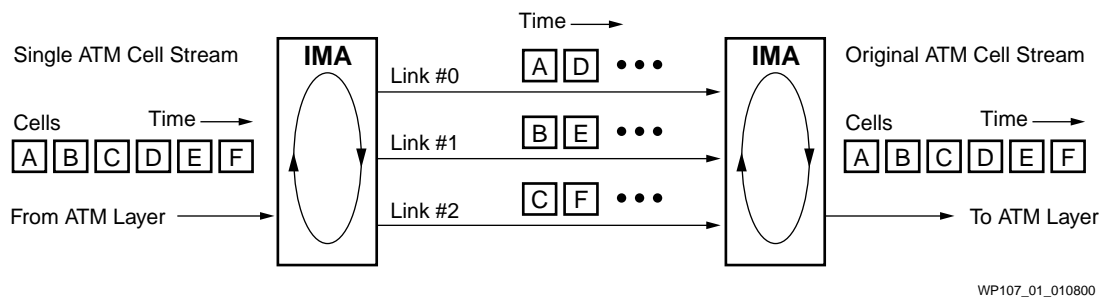 Single ATM Cell Stream
Cells
Time
A B C D E F
From ATM Layer
IMA
Time
Link #0
A D •••
Link #1
B E •••
Link #2
C F •••
IMA
Original ATM Cell Stream
Cells
Time
A B C D E F
To ATM Layer
WP107_01_010800